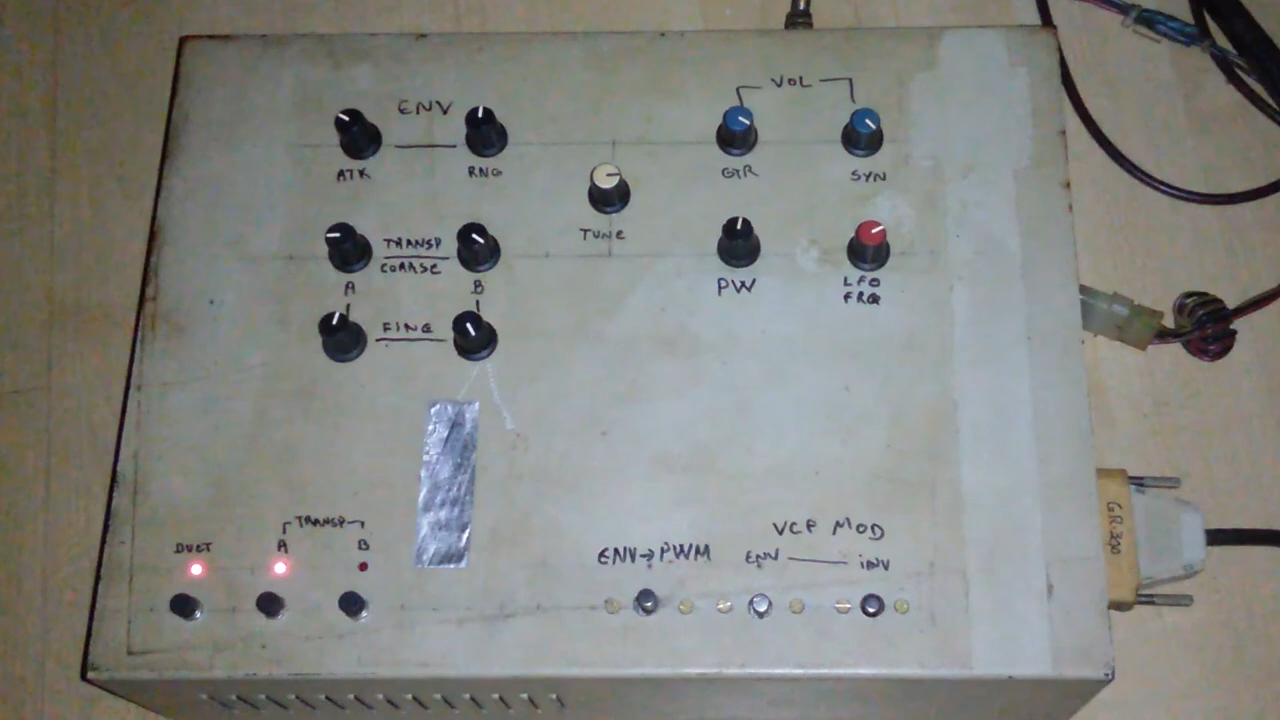 VOL
ENV
ATK
RNG
GTR
SYN
TUNE
TRANSP
COARSE
A
B
PW
LFO
FRQ
FINE
GR-300
TRANSP
DUET
A
B
VCF MOD
ENV→PWM
ENV
INV